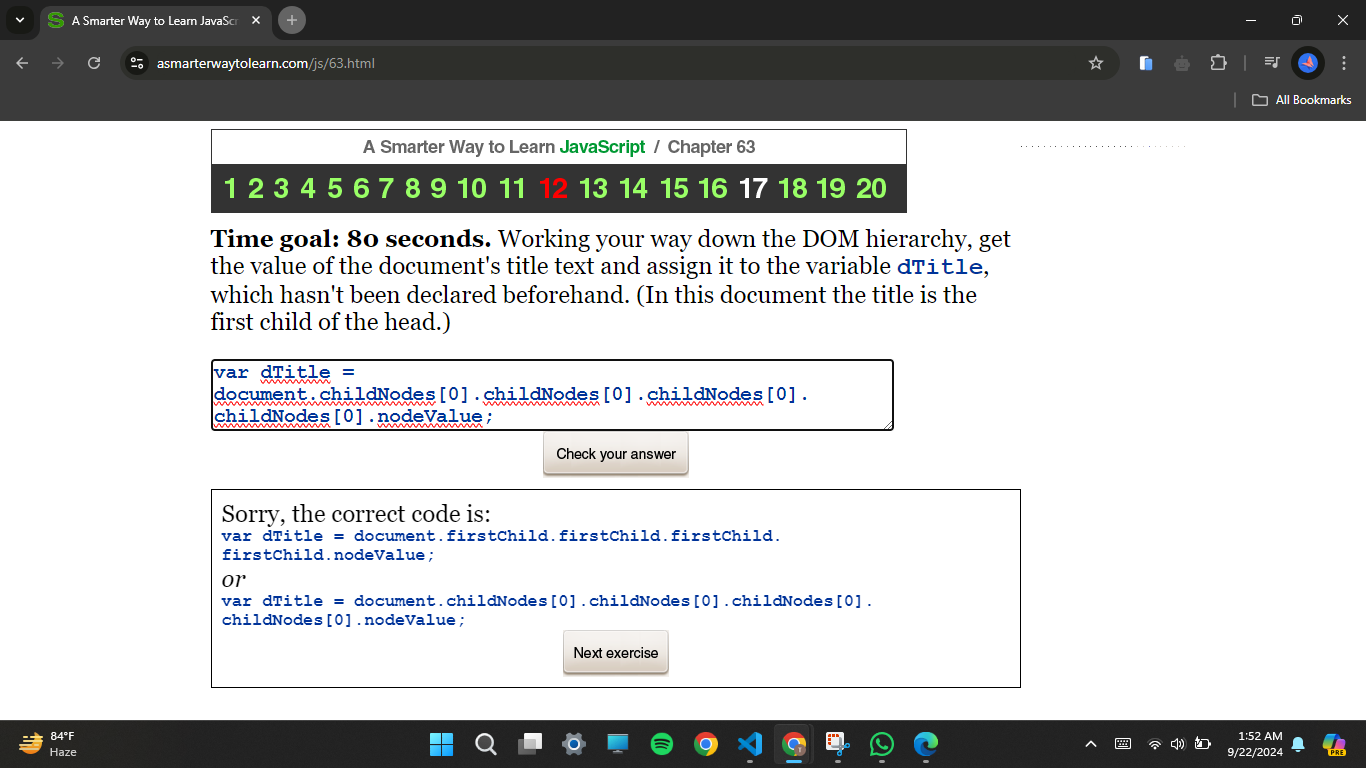 A Smarter Way to Learn JavaSc
asmarterwaytolearn.com/js/63.html
All Bookmarks
A Smarter Way to Learn JavaScript / Chapter 63
1 2 3 4 5 6 7 8 9 10 11 12 13 14 15 16 17 18 19 20
Time goal: 80 seconds. Working your way down the DOM hierarchy, get
the value of the document's title text and assign it to the variable dTitle,
which hasn't been declared beforehand. (In this document the title is the
first child of the head.)
var dTitle =
document.childNodes[0].childNodes[0].childNodes[0].
childNodes[0].nodeValue;
Check your answer
Sorry, the correct code is:
var dTitle = document.firstChild.firstChild.firstChild.
firstChild.nodeValue;
or
var dTitle = document.childNodes[0].childNodes[0].childNodes[0].
childNodes[0].nodeValue;
Next exercise
84°F
Haze
1:52 AM
9/22/2024
PRE